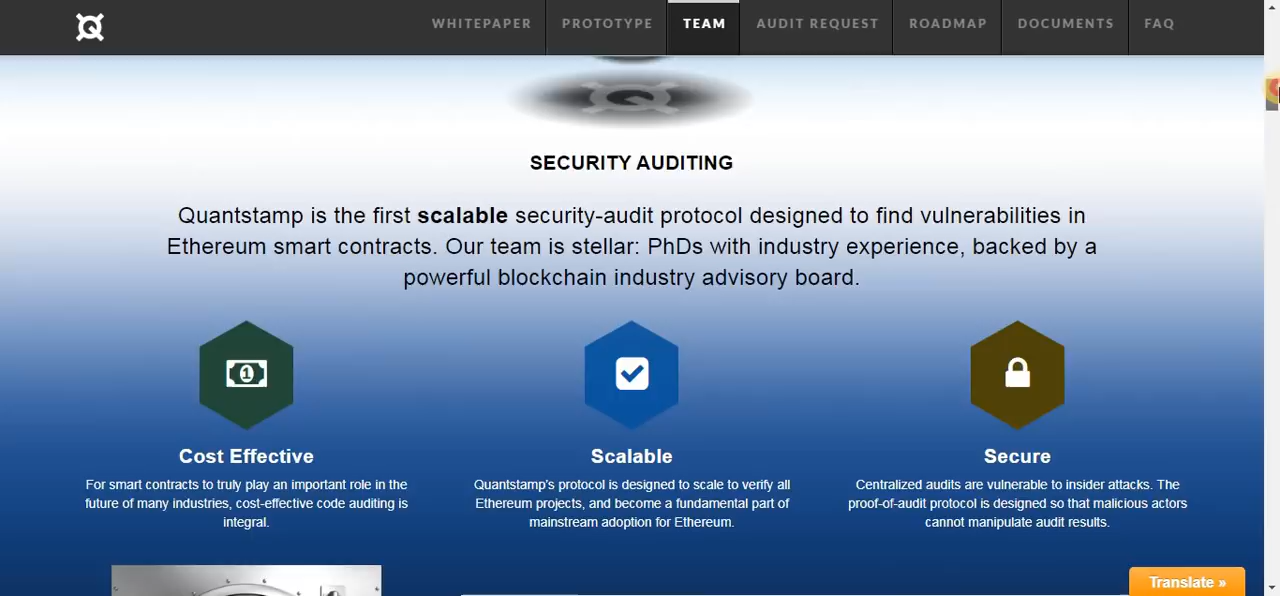 WHITEPAPER PROTOTYPE TEAM AUDIT REQUEST ROADMAP DOCUMENTS FAQ
SECURITY AUDITING
Quantstamp is the first scalable security-audit protocol designed to find vulnerabilities in
Ethereum smart contracts. Our team is stellar: PhDs with industry experience, backed by a
powerful blockchain industry advisory board.
Cost Effective
For smart contracts to truly play an important role in the
future of many industries, cost-effective code auditing is
integral.
Scalable
Quantstamp's protocol is designed to scale to verify all
Ethereum projects, and become a fundamental part of
mainstream adoption for Ethereum.
Secure
Centralized audits are vulnerable to insider attacks. The
proof-of-audit protocol is designed so that malicious actors
cannot manipulate audit results.
Translate »